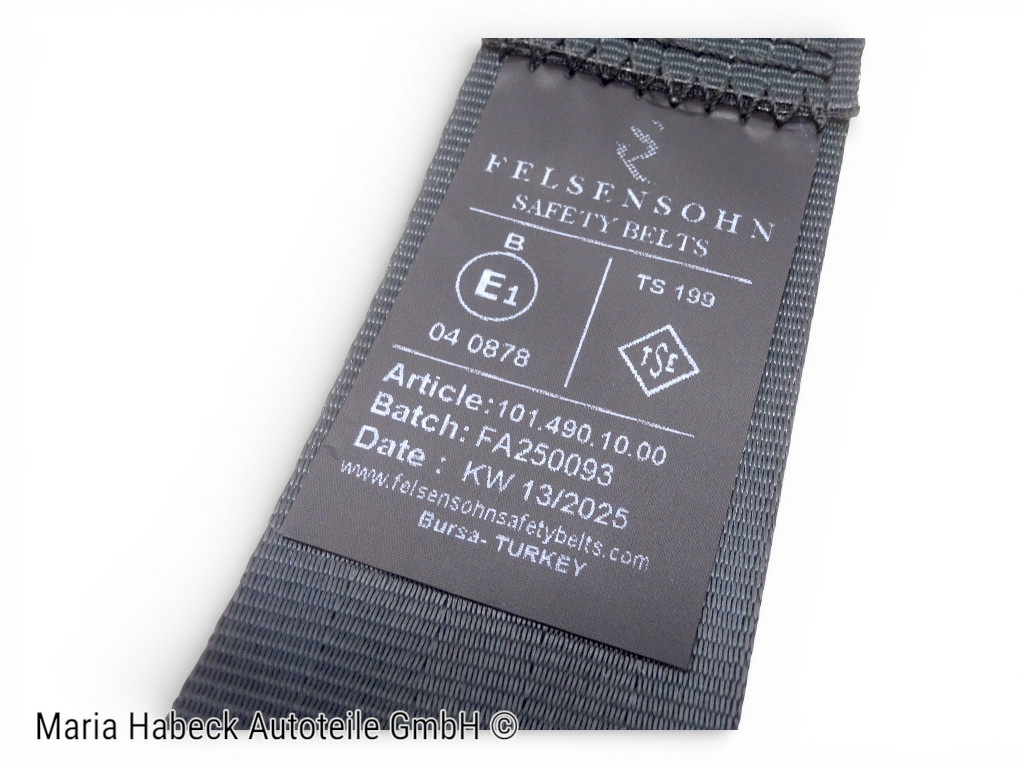 FELSENSOHN
SAFETY BELTS
B
E1
04 0878
TS 199
TSE
Article: 101.490.10.00
Batch: FA250093
Date : KW 13/2025
www.felsensohnsafetybelts.com
Bursa- TURKEY
Maria Habeck Autoteile GmbH ©